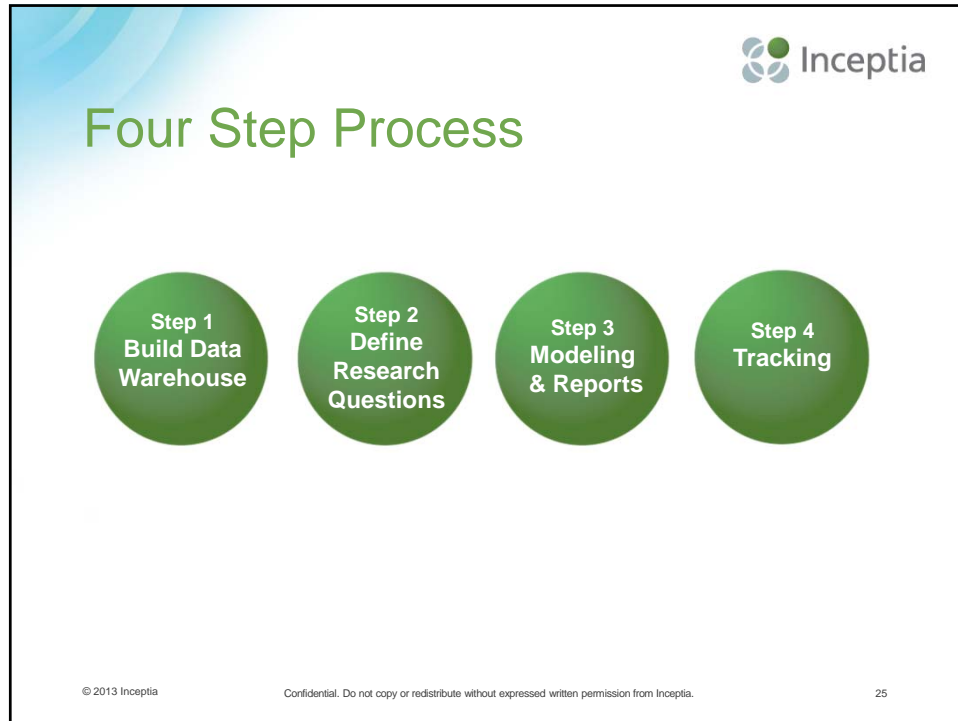 Inceptia
Four Step Process
Step 1
Build Data
Warehouse
Step 2
Define
Research
Questions
Step 3
Modeling
& Reports
Step 4
Tracking
© 2013 Inceptia
Confidential. Do not copy or redistribute without expressed written permission from Inceptia.
25